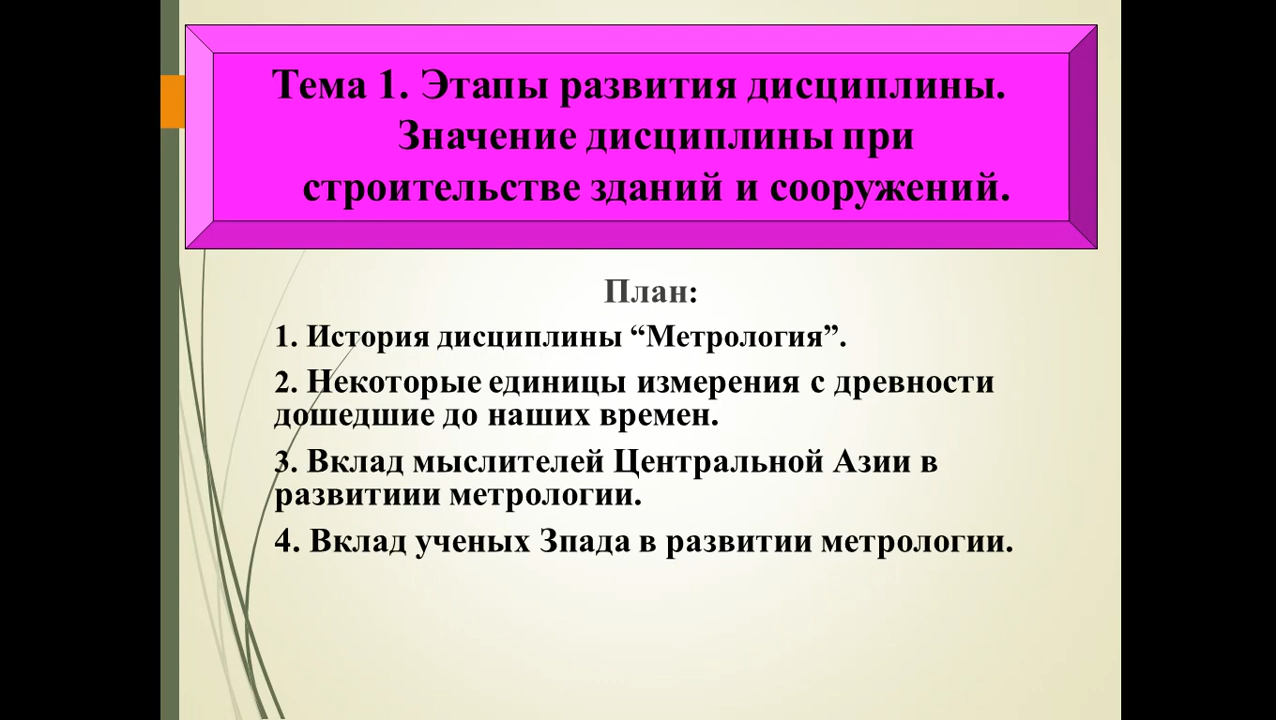 Тема 1. Этапы развития дисциплины.
Значение дисциплины при
строительстве зданий и сооружений.
План:
1. История дисциплины “Метрология”.
2. Некоторые единицы измерения с древности
дошедшие до наших времен.
3. Вклад мыслителей Центральной Азии в
развитиии метрологии.
4. Вклад ученых Зпада в развитии метрологии.